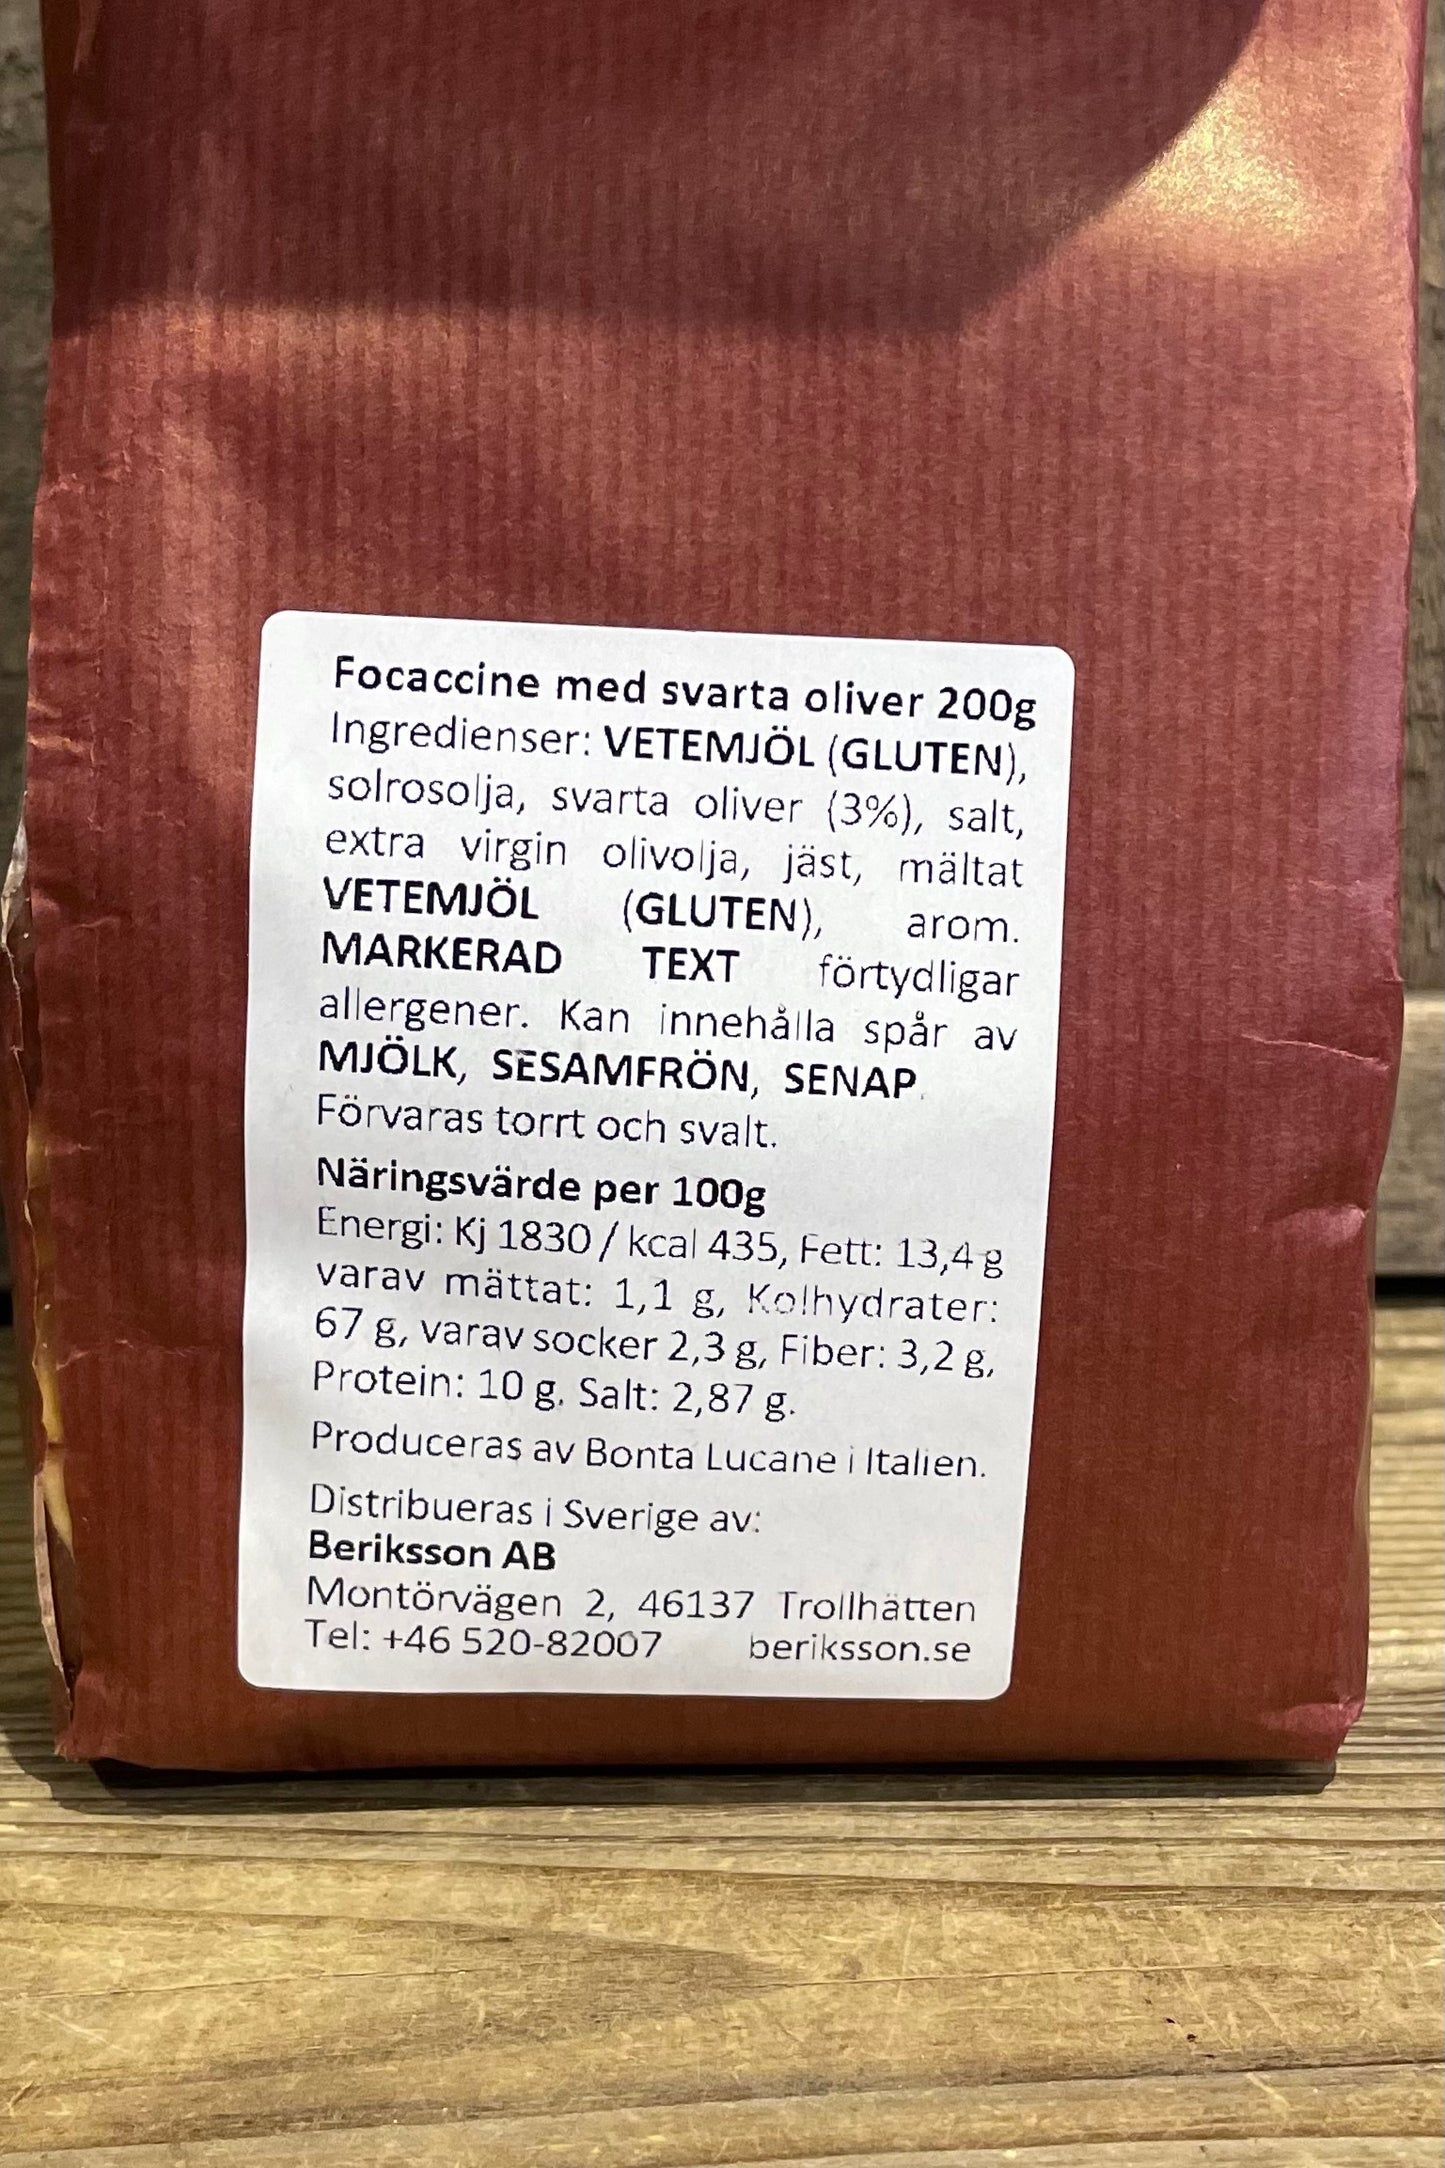 Focaccine med svarta oliver 200g
Ingredienser: VETEMJÖL (GLUTEN),
solrosolja, svarta oliver (3%), salt,
extra virgin olivolja, jäst, mältat
VETEMJÖL (GLUTEN), arom.
MARKERAD TEXT förtydligar
allergener. Kan innehålla spår av
MJÖLK, SESAMFRÖN, SENAP.
Förvaras torrt och svalt.
Näringsvärde per 100g
Energi: Kj 1830 / kcal 435, Fett: 13,4 g
varav mättat: 1,1 g, Kolhydrater:
67 g, varav socker 2,3 g, Fiber: 3,2 g,
Protein: 10 g. Salt: 2,87 g.
Produceras av Bonta Lucane i Italien.
Distribueras i Sverige av:
Beriksson AB
Montörvägen 2, 46137 Trollhätten
Tel: +46 520-82007 beriksson.se